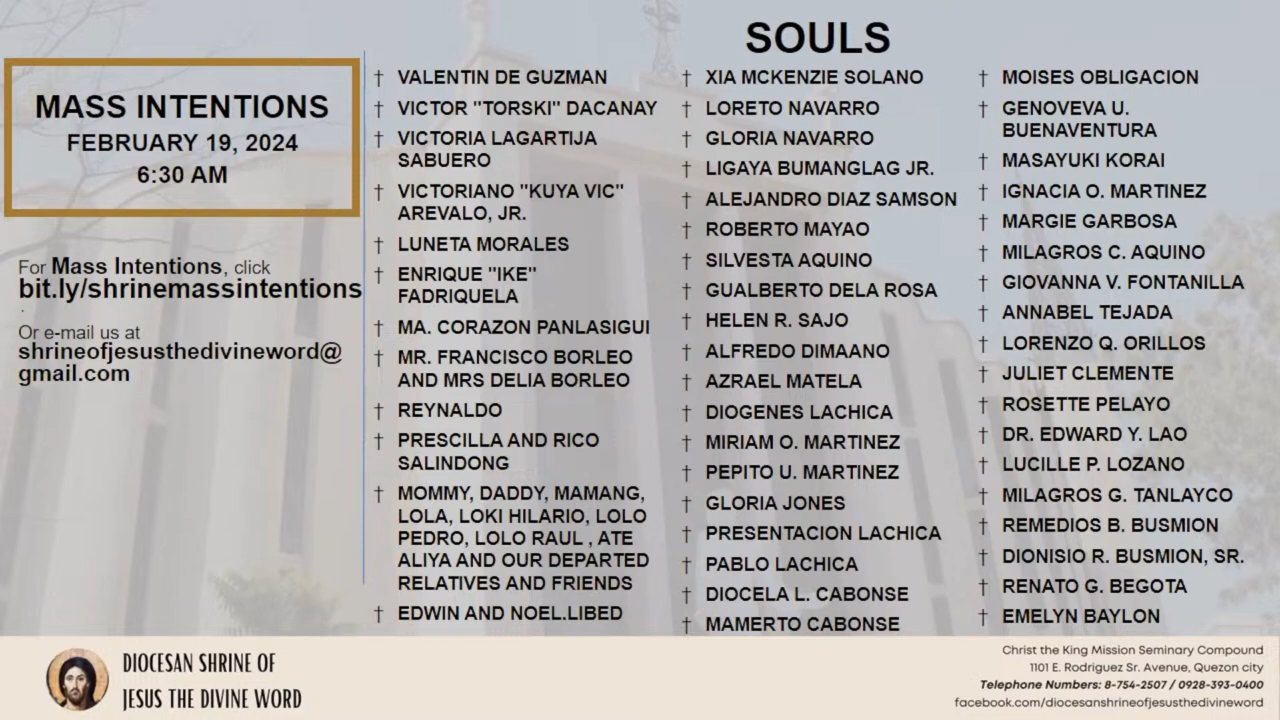 MASS INTENTIONS
FEBRUARY 19, 2024
6:30 AM
For Mass Intentions, click
bit.ly/shrinemassintentions
.
Or e-mail us at
shrineofjesusthedivineword@
gmail.com
SOULS
† VALENTIN DE GUZMAN
† VICTOR "TORSKI" DACANAY
† VICTORIA LAGARTIJA
SABUERO
† VICTORIANO "KUYA VIC"
AREVALO, JR.
† LUNETA MORALES
† ENRIQUE "IKE"
FADRIQUELA
† MA. CORAZON PANLASIGUI
† MR. FRANCISCO BORLEO
AND MRS DELIA BORLEO
† REYNALDO
† PRESCILLA AND RICO
SALINDONG
† MOMMY, DADDY, MAMANG,
LOLA, LOKI HILARIO, LOLO
PEDRO, LOLO RAUL , ATE
ALIYA AND OUR DEPARTED
RELATIVES AND FRIENDS
† EDWIN AND NOEL.LIBED
† XIA MCKENZIE SOLANO
† LORETO NAVARRO
† GLORIA NAVARRO
† LIGAYA BUMANGLAG JR.
† ALEJANDRO DIAZ SAMSON
† ROBERTO MAYAO
† SILVESTA AQUINO
† GUALBERTO DELA ROSA
† HELEN R. SAJO
† ALFREDO DIMAANO
† AZRAEL MATELA
† DIOGENES LACHICA
† MIRIAM O. MARTINEZ
† PEPITO U. MARTINEZ
† GLORIA JONES
† PRESENTACION LACHICA
† PABLO LACHICA
† DIOCELA L. CABONSE
† MAMERTO CABONSE
† MOISES OBLIGACION
† GENOVEVA U.
BUENAVENTURA
† MASAYUKI KORAI
† IGNACIA O. MARTINEZ
† MARGIE GARBOSA
† MILAGROS C. AQUINO
† GIOVANNA V. FONTANILLA
† ANNABEL TEJADA
† LORENZO Q. ORILLOS
† JULIET CLEMENTE
† ROSETTE PELAYO
† DR. EDWARD Y. LAO
† LUCILLE P. LOZANO
† MILAGROS G. TANLAYCO
† REMEDIOS B. BUSMION
† DIONISIO R. BUSMION, SR.
† RENATO G. BEGOTA
† EMELYN BAYLON
DIOCESAN SHRINE OF
JESUS THE DIVINE WORD
Christ the King Mission Seminary Compound
1101 E. Rodriguez Sr. Avenue, Quezon city
Telephone Numbers: 8-754-2507 / 0928-393-0400
facebook.com/diocesanshrineofjesusthedivineword